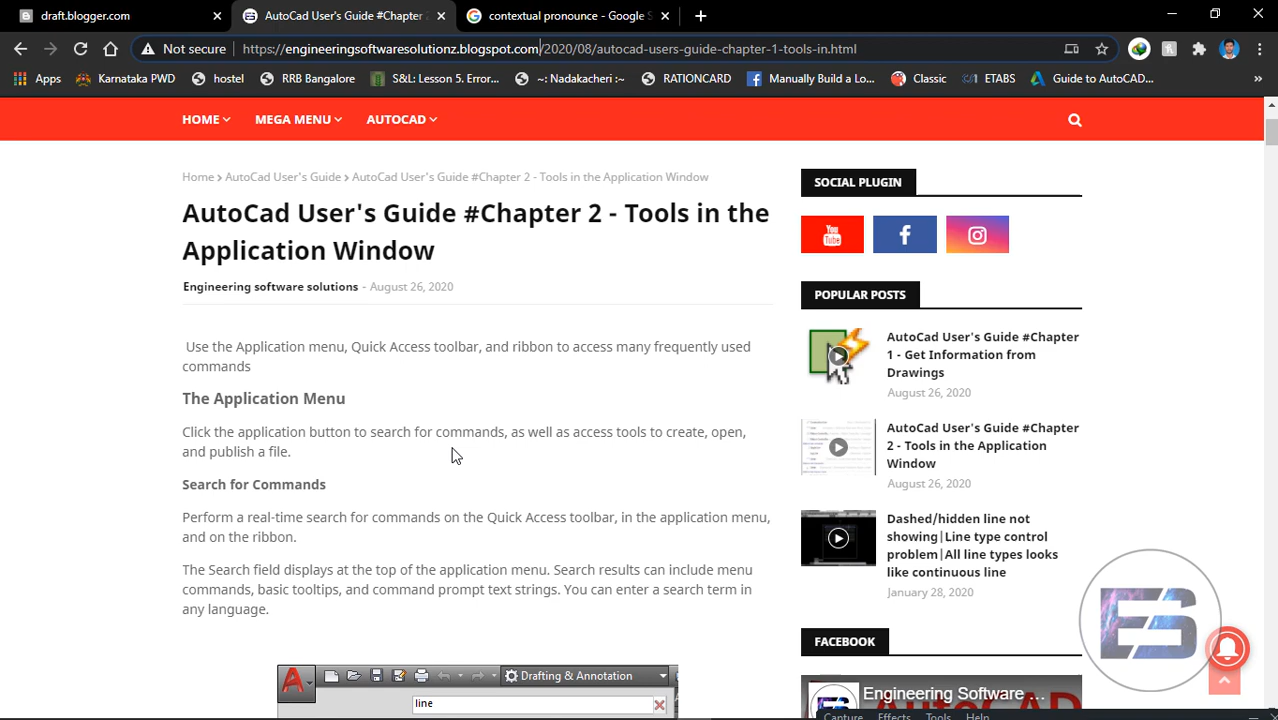 draft.blogger.com
AutoCad User's Guide #Chapter
contextual pronounce - Google S
Not secure
https://engineeringsoftwaresolutionz.blogspot.com/2020/08/autocad-users-guide-chapter-1-tools-in.html
Apps
Karnataka PWD
hostel
RRB Bangalore
S&L: Lesson 5. Error...
~: Nadakacheri :~
RATIONCARD
Manually Build a Lo...
Classic
ETABS
Guide to AutoCAD...
HOME
MEGA MENU
AUTOCAD
Home > AutoCad User's Guide > AutoCad User's Guide #Chapter 2 - Tools in the Application Window
AutoCad User's Guide #Chapter 2 - Tools in the
Application Window
Engineering software solutions - August 26, 2020
Use the Application menu, Quick Access toolbar, and ribbon to access many frequently used
commands
The Application Menu
Click the application button to search for commands, as well as access tools to create, open,
and publish a file.
Search for Commands
Perform a real-time search for commands on the Quick Access toolbar, in the application menu,
and on the ribbon.
The Search field displays at the top of the application menu. Search results can include menu
commands, basic tooltips, and command prompt text strings. You can enter a search term in
any language.
A
Drafting & Annotation
line
SOCIAL PLUGIN
You
Tube
f
POPULAR POSTS
AutoCad User's Guide #Chapter
1 - Get Information from
Drawings
August 26, 2020
AutoCad User's Guide #Chapter
2 - Tools in the Application
Window
August 26, 2020
Dashed/hidden line not
showing|Line type control
problem|All line types looks
like continuous line
January 28, 2020
ES
FACEBOOK
Engineering Software ...
Capture Effects Tools Help